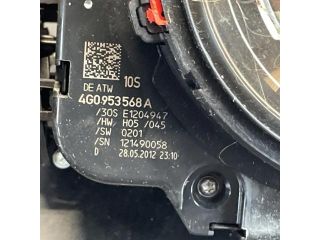 10S
DE ATW
4G0953568A
/30S E1204947
/HW H05 /045
/SW 0201
/SN 121490058
D 28.05.2012 23:10